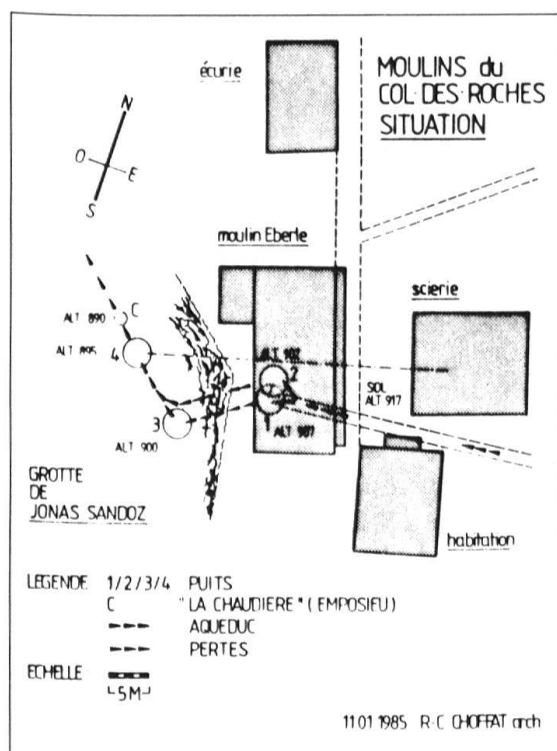 écurie
MOULINS du
COL·DES·ROCHES
SITUATION
N
O
E
S
moulin Eberle
scierie
ALT 890
C
ALT 895
4
2
SOL
ALT 917
3
1
ALT 907
ALT 900
GROTTE
DE
JONAS SANDOZ
habitation
LEGENDE 1/2/3/4 PUITS
C "LA CHAUDIERE" (EMPOSIEU)
AQUEDUC
PERTES
ECHELLE
5M
11 01 1985 R·C CHOFFAT arch